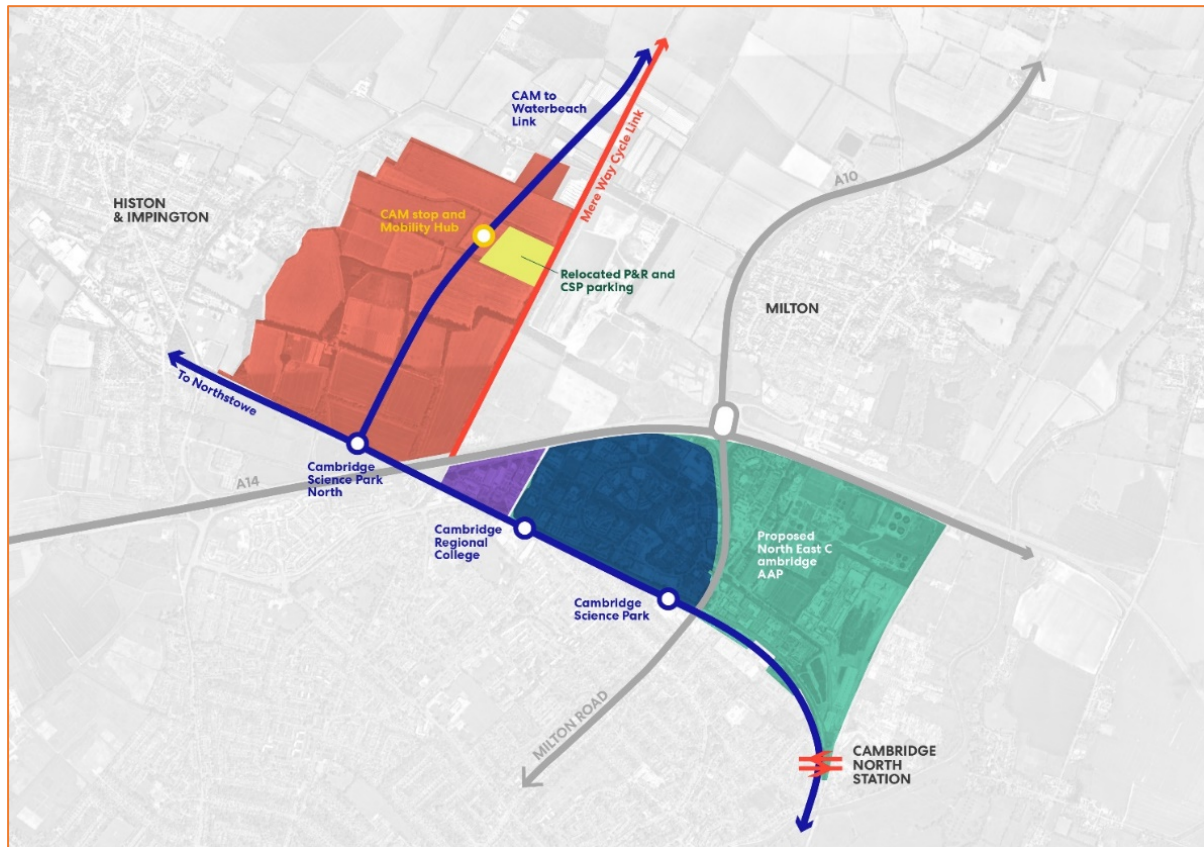 CAM to
Waterbeach
Link
Mere Way Cycle Link
A10
HISTON
& IMPINGTON
CAM stop and
Mobility Hub
Relocated P&R and
CSP parking
MILTON
To Northstowe
Cambridge
Science Park
North
A14
Cambridge
Regional
College
Proposed
North East C
ambridge
AAP
Cambridge
Science Park
MILTON ROAD
CAMBRIDGE
NORTH
STATION